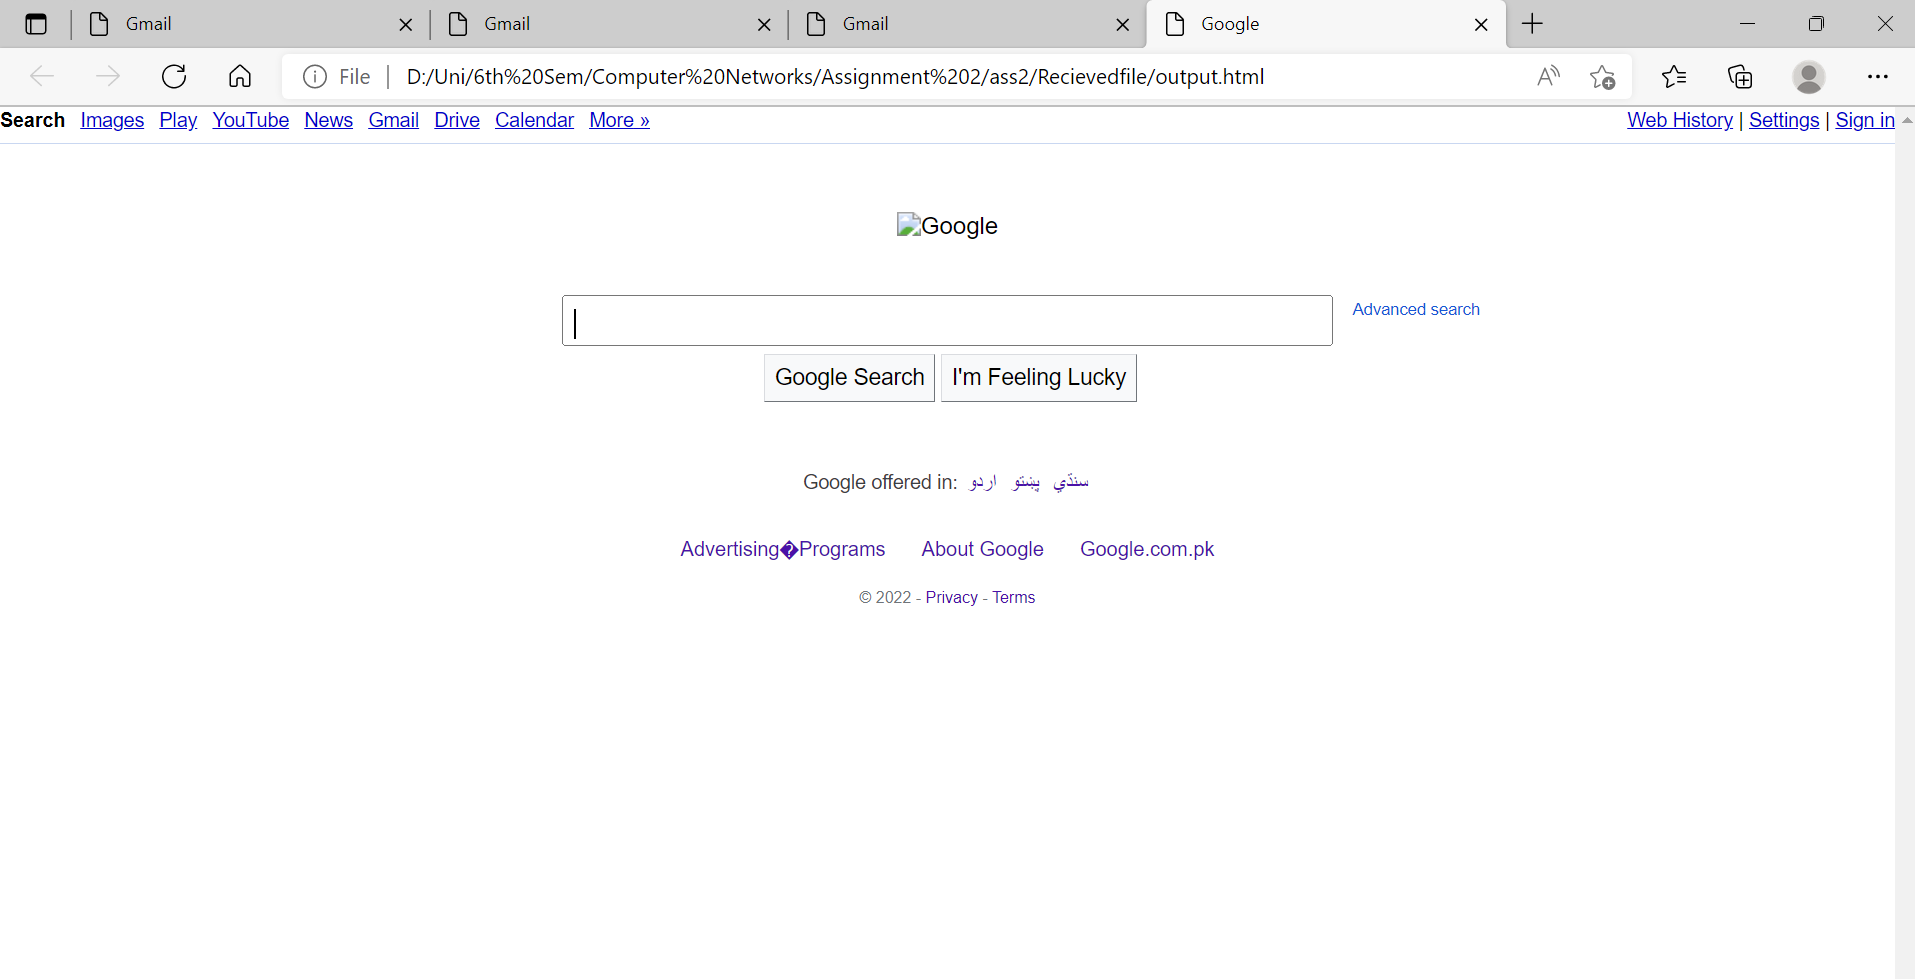 Gmail Gmail Gmail Google
File D:/Uni/6th%20Sem/Computer%20Networks/Assignment%202/ass2/Recievedfile/output.html
Search Images Play YouTube News Gmail Drive Calendar More » Web History | Settings | Sign in
Google
Advanced search
Google Search I'm Feeling Lucky
Google offered in: اردو پښتو سنڌي
Advertising�Programs About Google Google.com.pk
© 2022 - Privacy - Terms